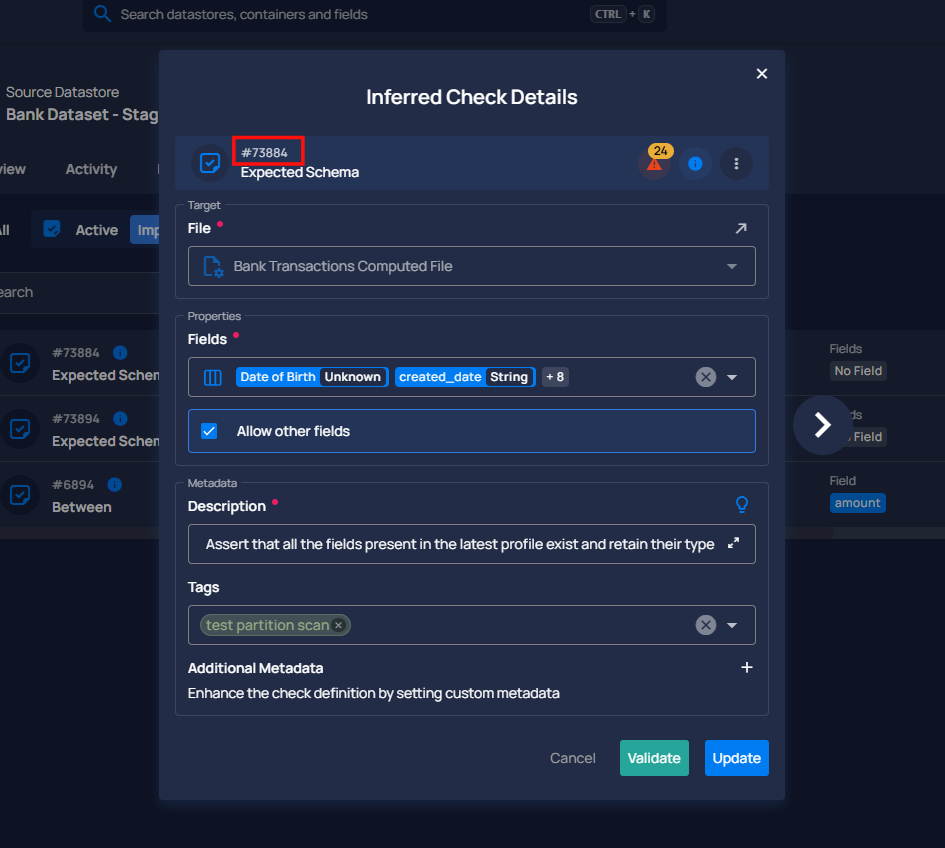 Search datastores, containers and fields CTRL + K
Source Datastore
Bank Dataset - Stag
view Activity
All Active Imp
earch
#73884
Expected Schem
#73894
Expected Schem
#6894
Between
Inferred Check Details
#73884
Expected Schema
24
Target
File
Bank Transactions Computed File
Properties
Fields
Date of Birth Unknown created_date String + 8
Allow other fields
Metadata
Description
Assert that all the fields present in the latest profile exist and retain their type
Tags
test partition scan
Additional Metadata
Enhance the check definition by setting custom metadata
Cancel Validate Update
Fields
No Field
ds
Field
Field
amount